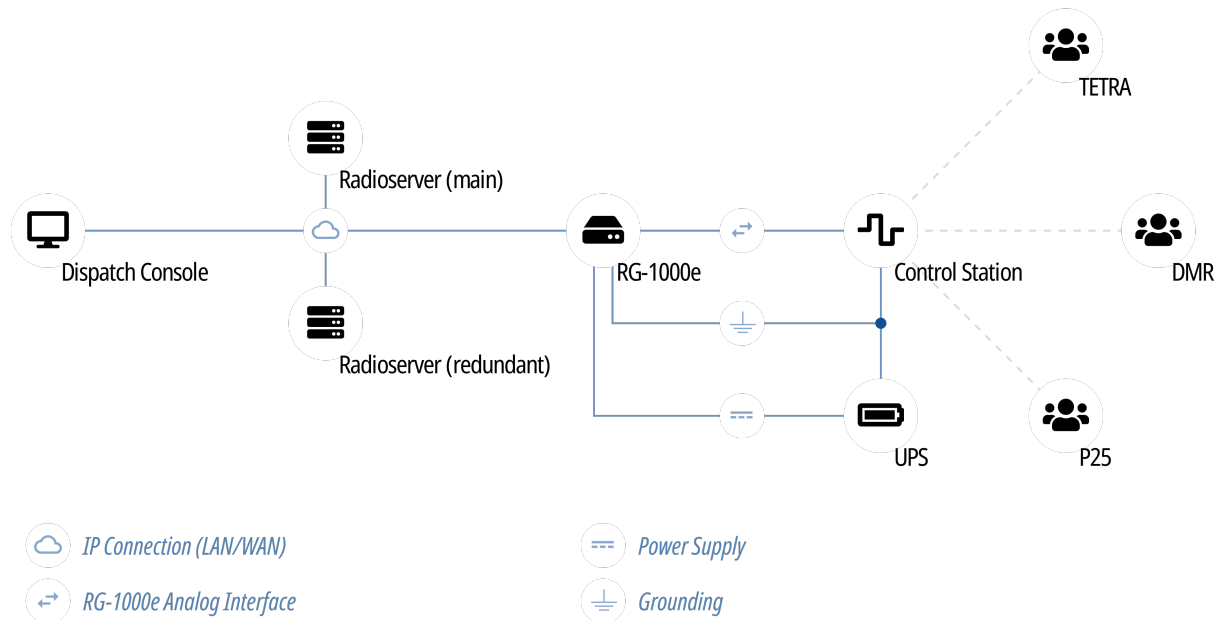 TETRA
Radioserver (main)
Dispatch Console
RG-1000e
Control Station
DMR
Radioserver (redundant)
UPS
P25
IP Connection (LAN/WAN)
Power Supply
RG-1000e Analog Interface
Grounding